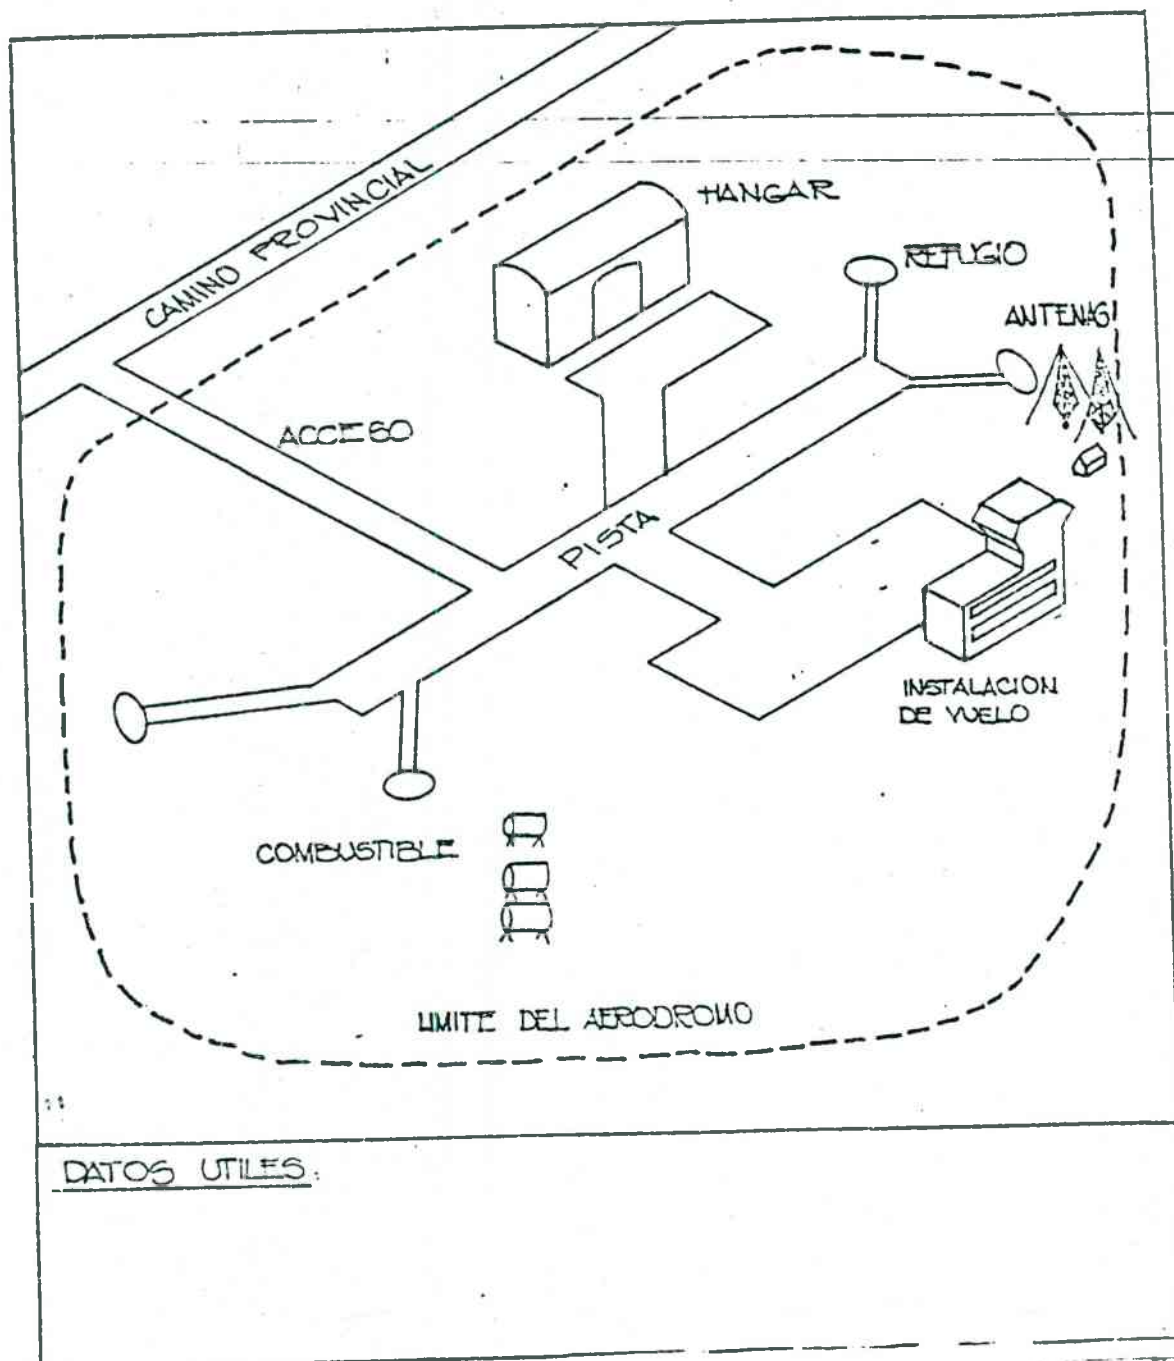 CAMINO PROVINCIAL
HANGAR
REFUGIO
ANTENAS
ACCESO
PISTA
INSTALACION
DE VUELO
COMBUSTIBLE
LIMITE DEL AERODROMO
DATOS UTILES: